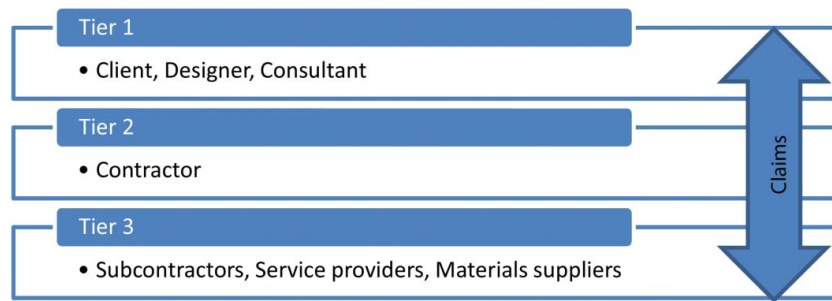 Tier 1
• Client, Designer, Consultant
Tier 2
• Contractor
Tier 3
• Subcontractors, Service providers, Materials suppliers
Claims